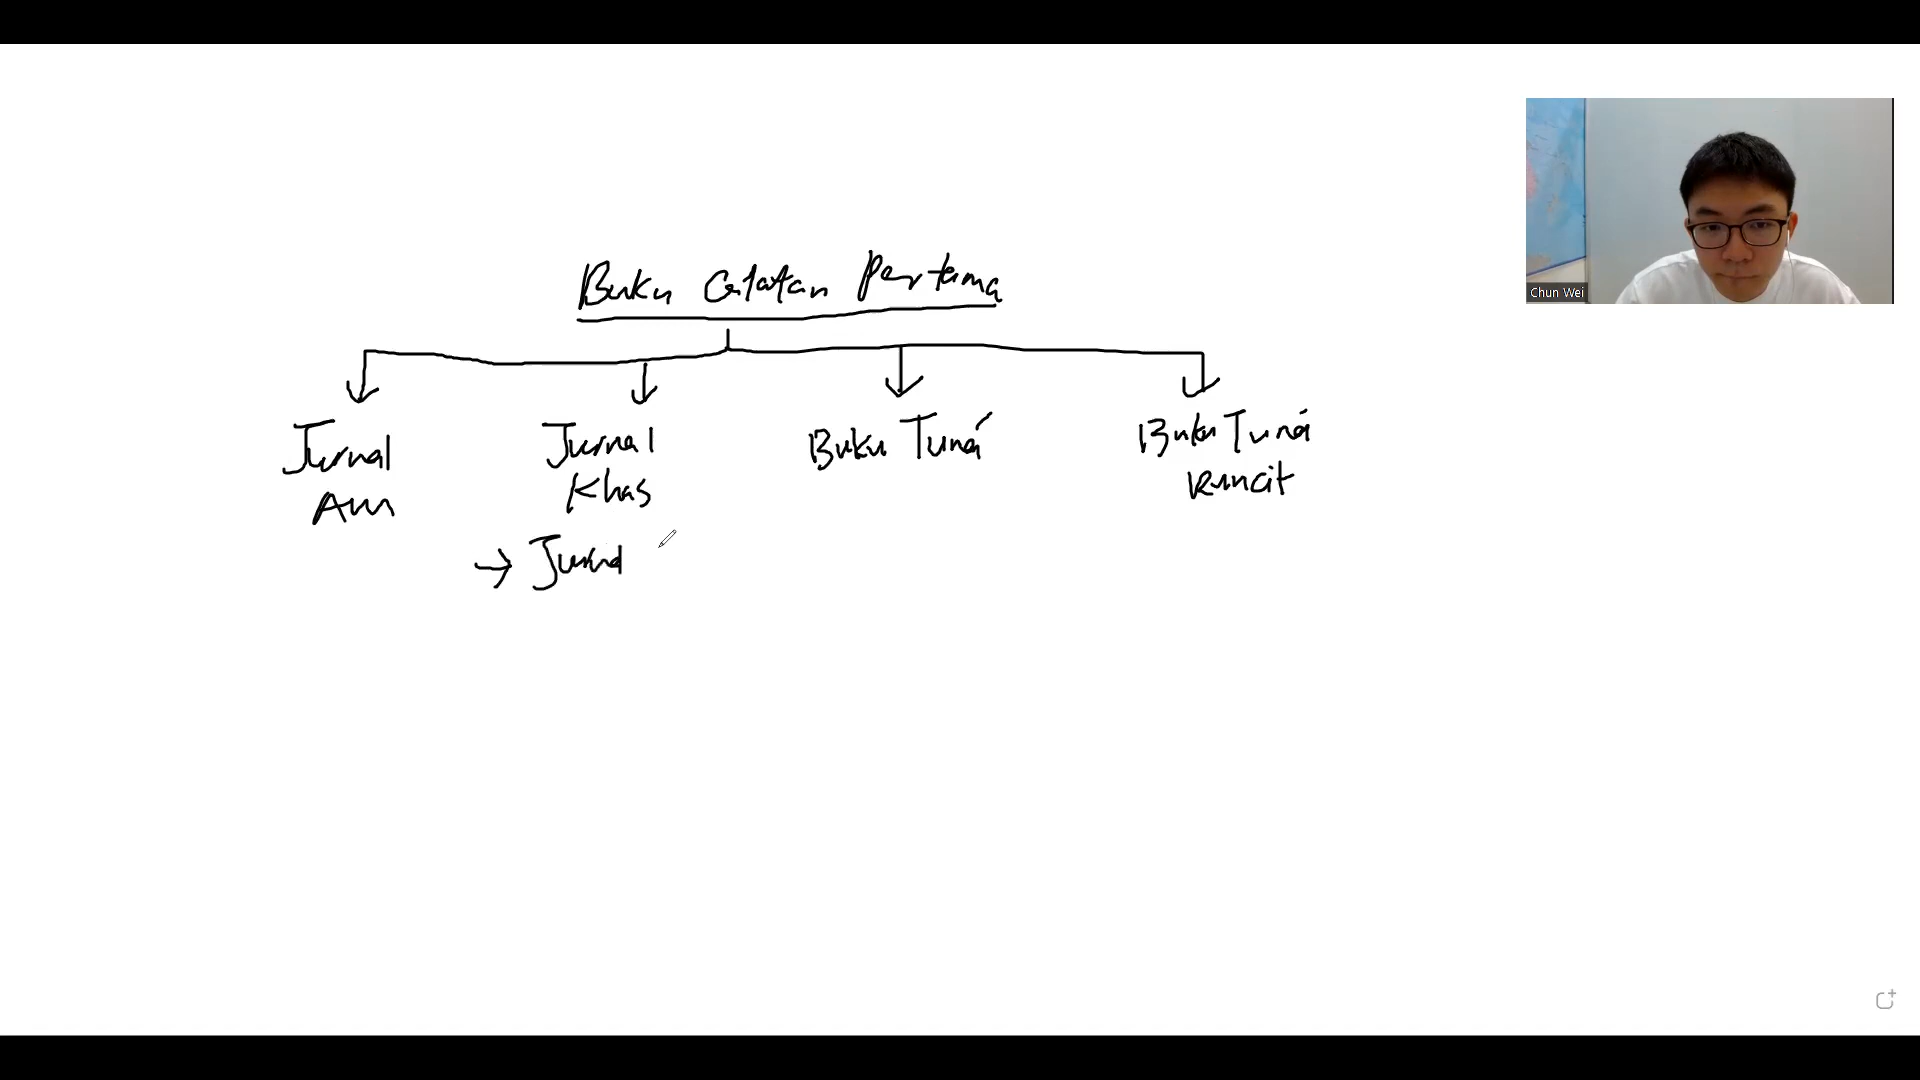 Buku Catatan Pertama
Jurnal
Am
Jurnal
Khas
Buku Tunai
Buku Tunai
Runcit
→ Jurnal
Chun Wei